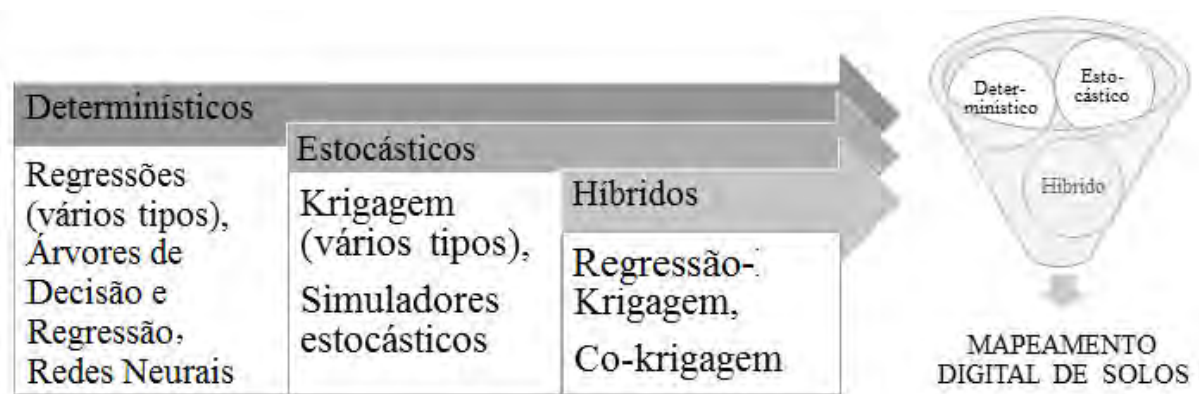 Determinísticos
Regressões
(vários tipos),
Árvores de
Decisão e
Regressão,
Redes Neurais
Estocásticos
Krigagem
(vários tipos),
Simuladores
estocásticos
Híbridos
Regressão-
Krigagem,
Co-krigagem
Deter-
minístico
Esto-
cástico
Híbrido
MAPEAMENTO
DIGITAL DE SOLOS